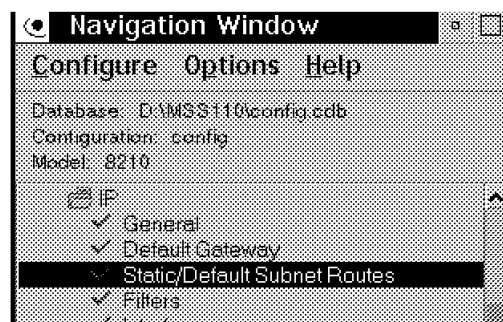 Navigation Window
Configure Options Help
Database: D:\MSS110\config.cdb
Configuration: config
Model: 8210
IP
General
Default Gateway
Static/Default Subnet Routes
Filters